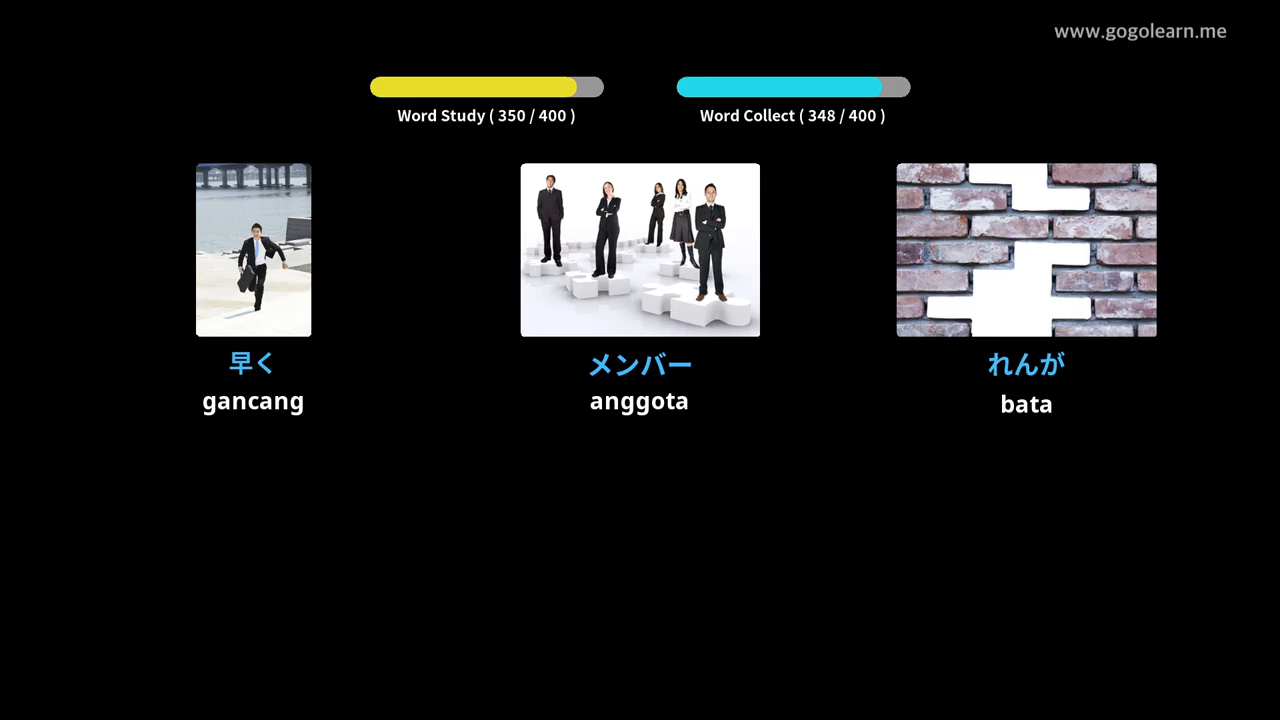 www.gogolearn.me
Word Study ( 350 / 400 )
Word Collect ( 348 / 400 )
早く
gancang
メンバー
anggota
れんが
bata